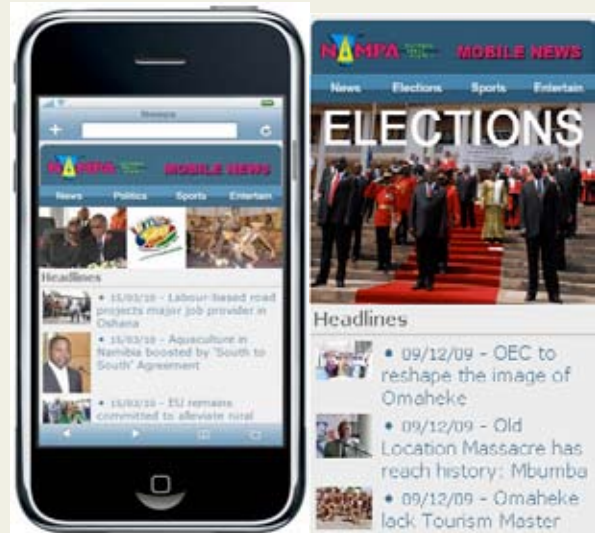 NAMPA
MOBILE NEWS
News Politics Sports Entertain
Headlines
• 15/03/10 - Labour-based road
projects major job provider in
Oshana
• 15/03/10 - Aquaculture in
Namibia boosted by "South to
South" Agreement
• 15/03/10 - EU remains
committed to alleviate rural
NAMPA
MOBILE NEWS
News Elections Sports Entertain
ELECTIONS
Headlines
• 09/12/09 - OEC to
reshape the image of
Omaheke
• 09/12/09 - Old
Location Massacre has
reach history: Mbumba
• 09/12/09 - Omaheke
lack Tourism Master